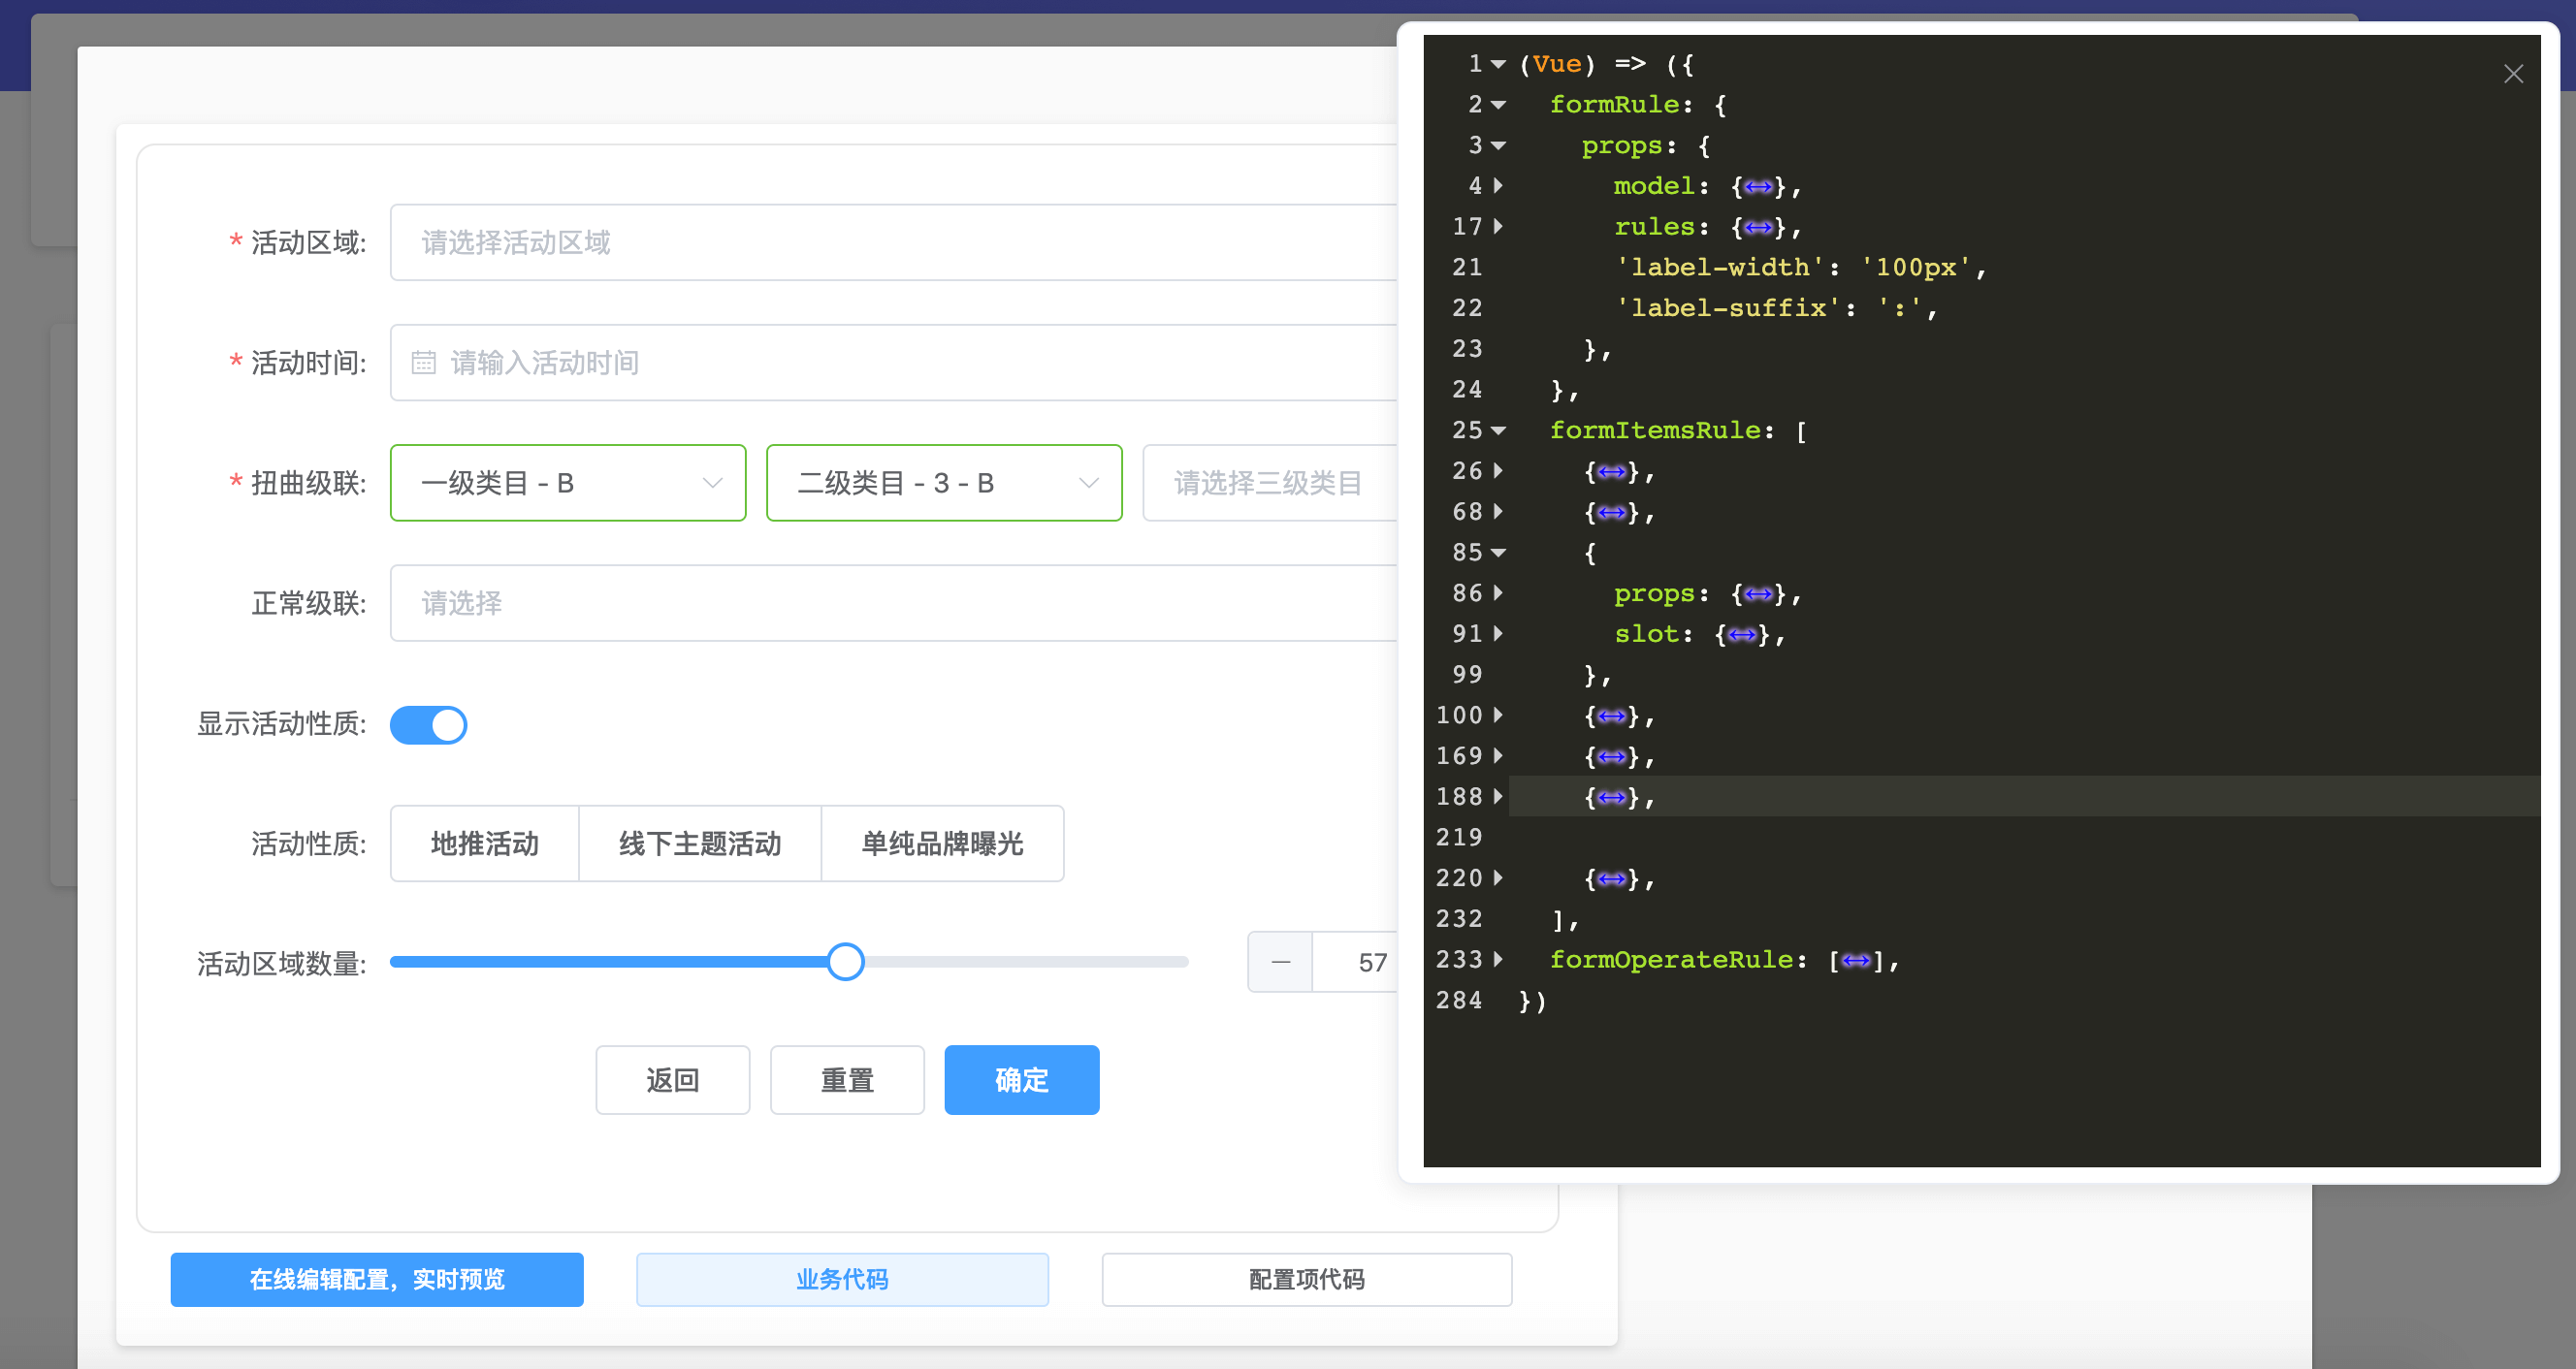 * 活动区域: 请选择活动区域
* 活动时间: 请输入活动时间
* 扭曲级联: 一级类目 - B 二级类目 - 3 - B 请选择三级类目
正常级联: 请选择
显示活动性质:
活动性质: 地推活动 线下主题活动 单纯品牌曝光
活动区域数量: — 57
返回 重置 确定
在线编辑配置，实时预览 业务代码 配置项代码
1 (Vue) => ({
2 formRule: {
3 props: {
4 model: {↔},
17 rules: {↔},
21 'label-width': '100px',
22 'label-suffix': ':',
23 },
24 },
25 formItemsRule: [
26 {↔},
68 {↔},
85 {
86 props: {↔},
91 slot: {↔},
99 },
100 {↔},
169 {↔},
188 {↔},
219
220 {↔},
232 ],
233 formOperateRule: [↔],
284 })